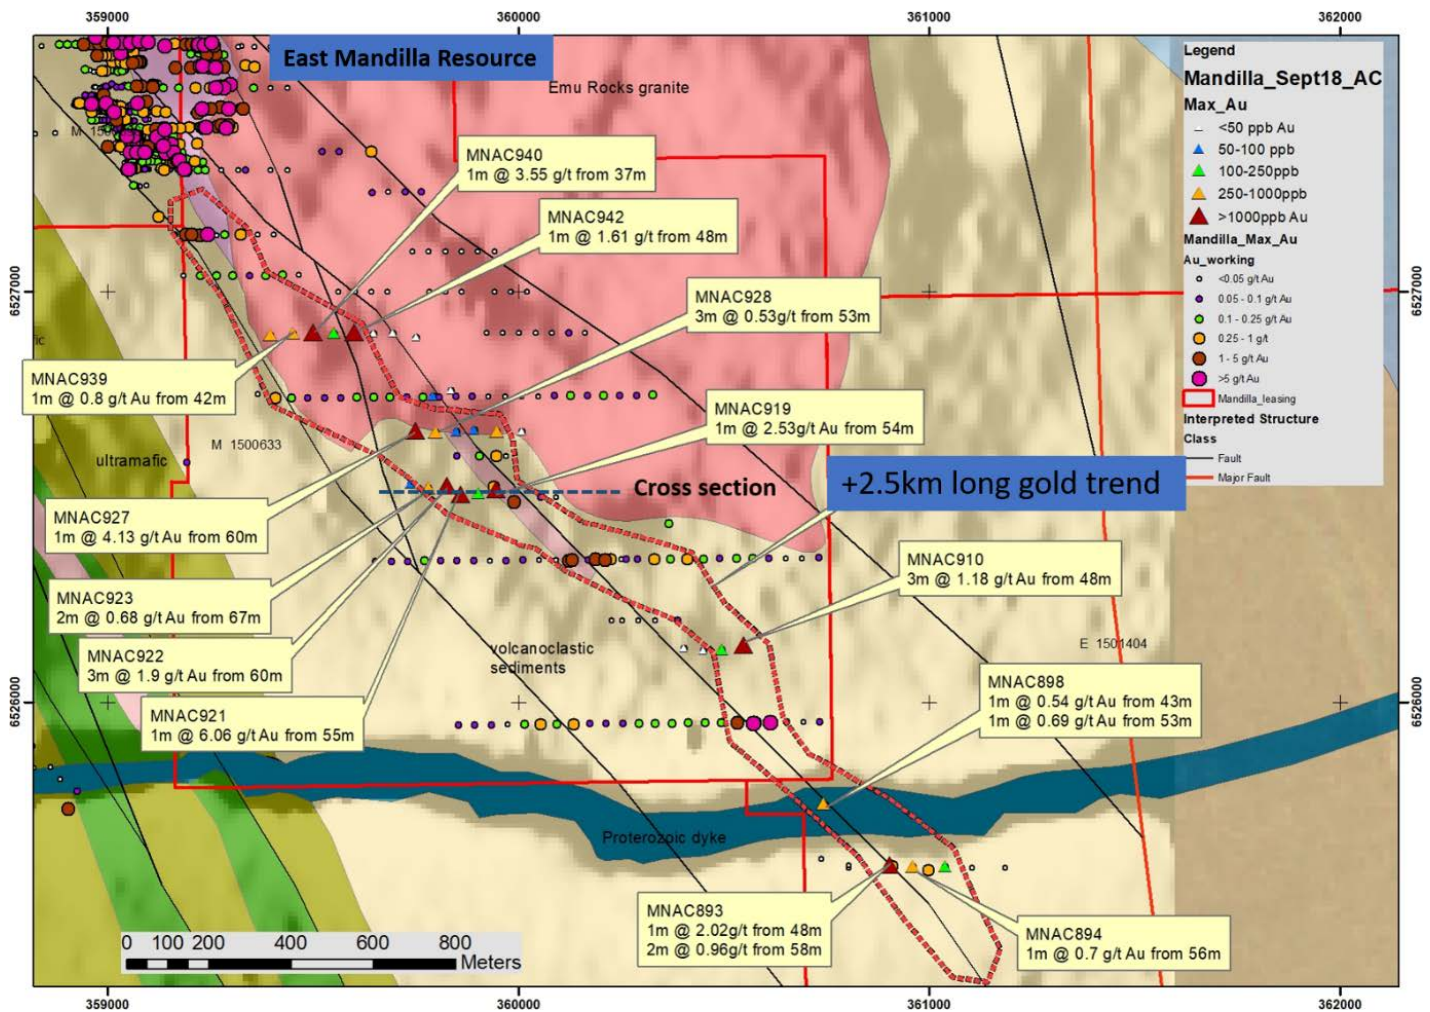 359000
360000
361000
362000
East Mandilla Resource
Emu Rocks granite
Legend
Mandilla_Sept18_AC
Max_Au
<50 ppb Au
50-100 ppb
100-250ppb
250-1000ppb
>1000ppb Au
Mandilla_Max_Au
Au_working
<0.05 g/t Au
0.05 - 0.1 g/t Au
0.1 - 0.25 g/t Au
0.25 - 1 g/t
1 - 5 g/t Au
>5 g/t Au
Mandilla_leasing
Interpreted Structure
Class
Fault
Major Fault
MNAC940
1m @ 3.55 g/t from 37m
MNAC942
1m @ 1.61 g/t from 48m
6527000
6527000
MNAC928
3m @ 0.53g/t from 53m
MNAC939
1m @ 0.8 g/t Au from 42m
MNAC919
1m @ 2.53g/t Au from 54m
M 1500633
ultramafic
Cross section
+2.5km long gold trend
MNAC927
1m @ 4.13 g/t Au from 60m
MNAC910
3m @ 1.18 g/t Au from 48m
MNAC923
2m @ 0.68 g/t Au from 67m
E 1501404
volcanoclastic
sediments
MNAC922
3m @ 1.9 g/t Au from 60m
MNAC898
1m @ 0.54 g/t Au from 43m
1m @ 0.69 g/t Au from 53m
6526000
6526000
MNAC921
1m @ 6.06 g/t Au from 55m
Proterozoic dyke
MNAC893
1m @ 2.02g/t from 48m
2m @ 0.96g/t from 58m
MNAC894
1m @ 0.7 g/t Au from 56m
0 100 200 400 600 800
Meters
359000
360000
361000
362000